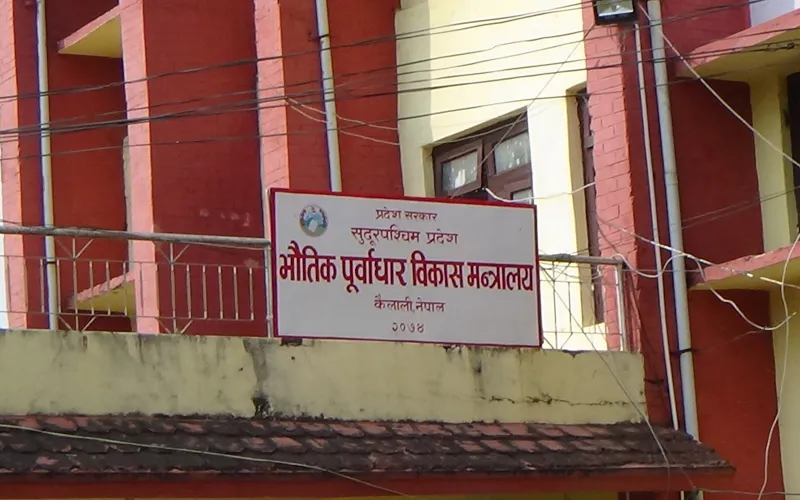 प्रदेश सरकार
सुदूरपश्चिम प्रदेश
भौतिक पूर्वाधार विकास मन्त्रालय
कैलाली,नेपाल
२०७४